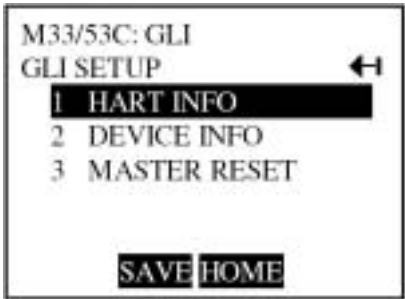 M33/53C: GLI
GLI SETUP
1 HART INFO
2 DEVICE INFO
3 MASTER RESET
SAVE HOME